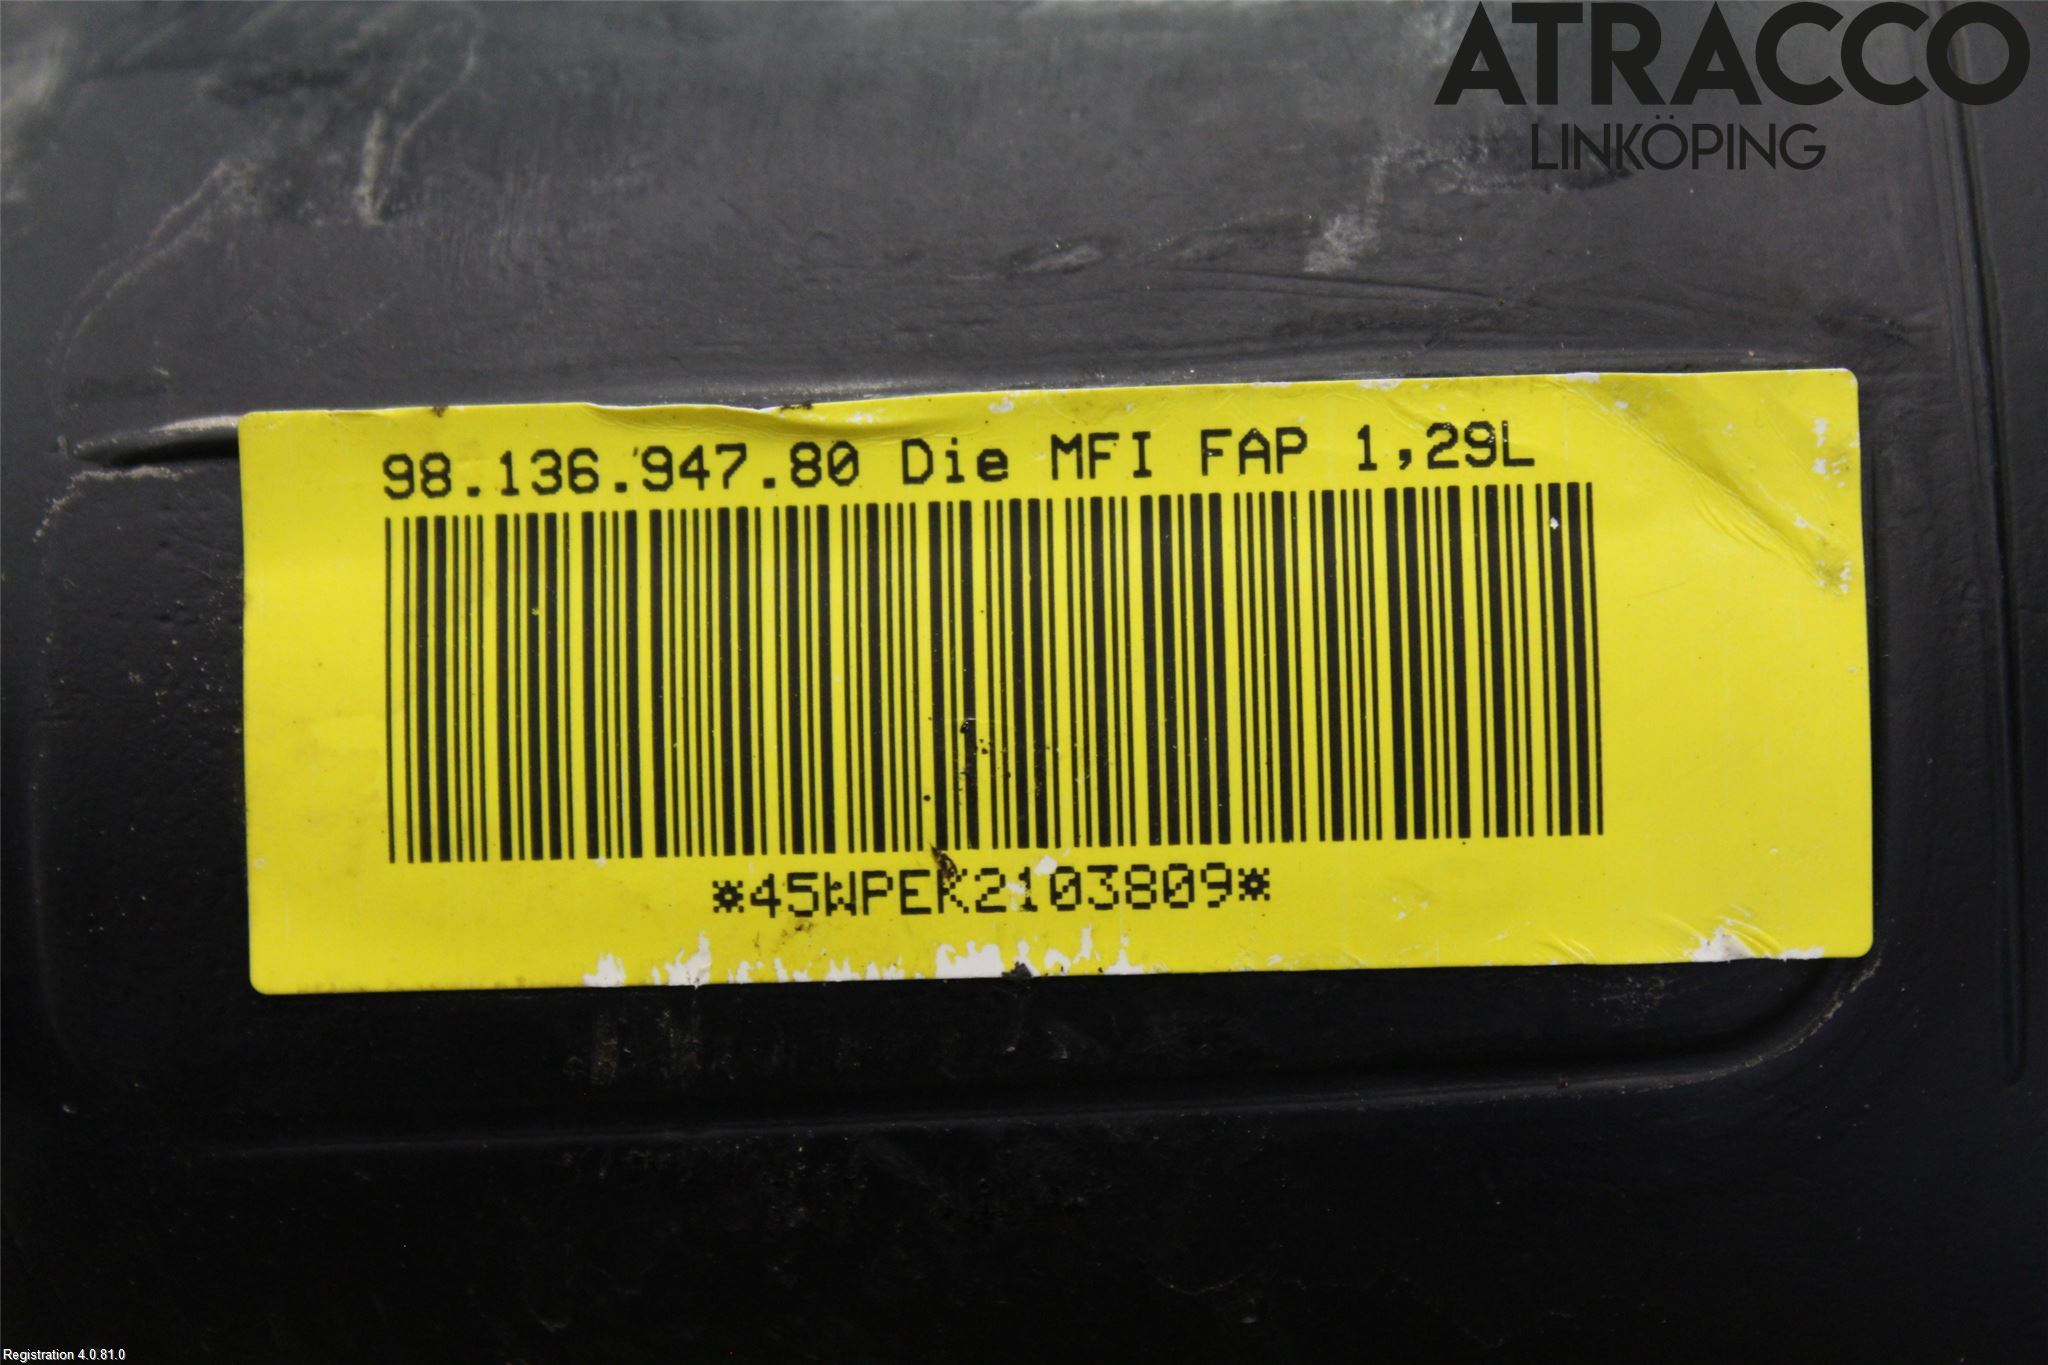 ATRACCO
LINKÖPING
98.136.947.80 Die MFI FAP 1,29L
*45WPEK2103809*
Registration 4.0.81.0